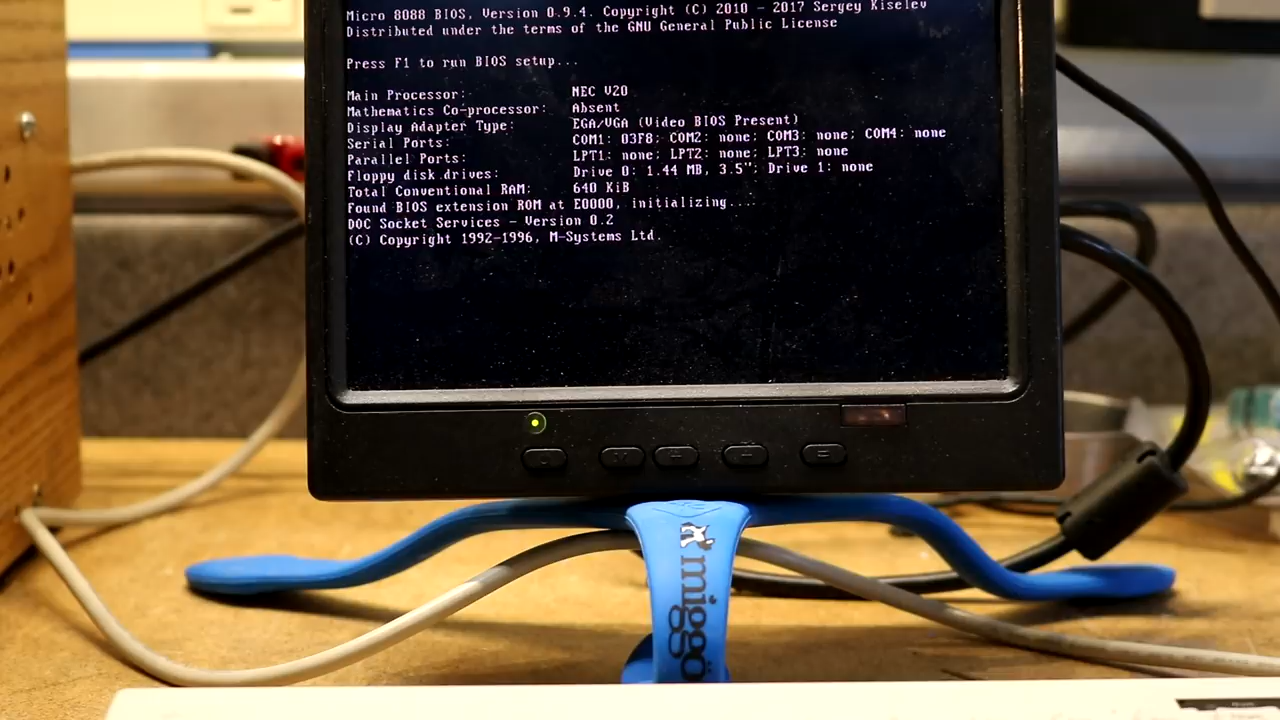 Micro 8088 BIOS, Version 0.9.4. Copyright (C) 2010 - 2017 Sergey Kiselev
Distributed under the terms of the GNU General Public License
Press F1 to run BIOS setup...
Main Processor: NEC V20
Mathematics Co-processor: Absent
Display Adapter Type: EGA/VGA (Video BIOS Present)
Serial Ports: COM1: 03F8; COM2: none; COM3: none; COM4: none
Parallel Ports: LPT1: none; LPT2: none; LPT3: none
Floppy disk drives: Drive 0: 1.44 MB, 3.5"; Drive 1: none
Total Conventional RAM: 640 KiB
Found BIOS extension ROM at E0000, initializing....
DOC Socket Services - Version 0.2
(C) Copyright 1992-1996, M-Systems Ltd.
miggö